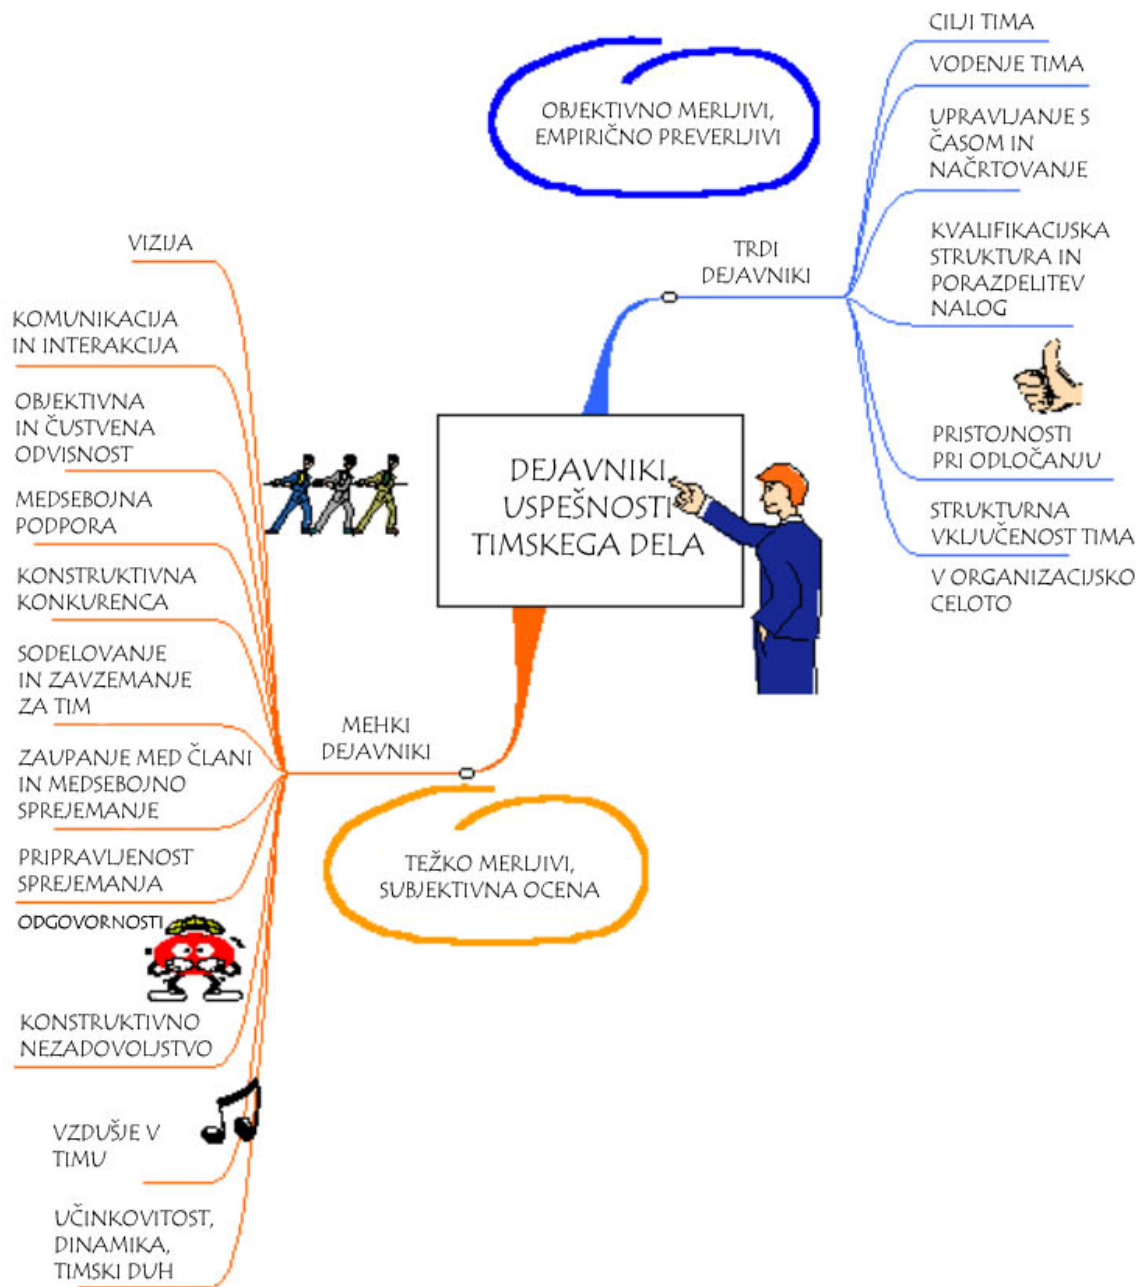 DEJAVNIKI
USPEŠNOSTI
TIMSKEGA DELA
TRDI
DEJAVNIKI
OBJEKTIVNO MERLJIVI,
EMPIRIČNO PREVERLJIVI
CILJI TIMA
VODENJE TIMA
UPRAVLJANJE S
ČASOM IN
NAČRTOVANJE
KVALIFIKACIJSKA
STRUKTURA IN
PORAZDELITEV
NALOG
PRISTOJNOSTI
PRI ODLOČANJU
STRUKTURNA
VKLJUČENOST TIMA
V ORGANIZACIJSKO
CELOTO
MEHKI
DEJAVNIKI
TEŽKO MERLJIVI,
SUBJEKTIVNA OCENA
VIZIJA
KOMUNIKACIJA
IN INTERAKCIJA
OBJEKTIVNA
IN ČUSTVENA
ODVISNOST
MEDSEBOJNA
PODPORA
KONSTRUKTIVNA
KONKURENCA
SODELOVANJE
IN ZAVZEMANJE
ZA TIM
ZAUPANJE MED ČLANI
IN MEDSEBOJNO
SPREJEMANJE
PRIPRAVLJENOST
SPREJEMANJA
ODGOVORNOSTI
KONSTRUKTIVNO
NEZADOVOLJSTVO
VZDUŠJE V
TIMU
UČINKOVITOST,
DINAMIKA,
TIMSKI DUH